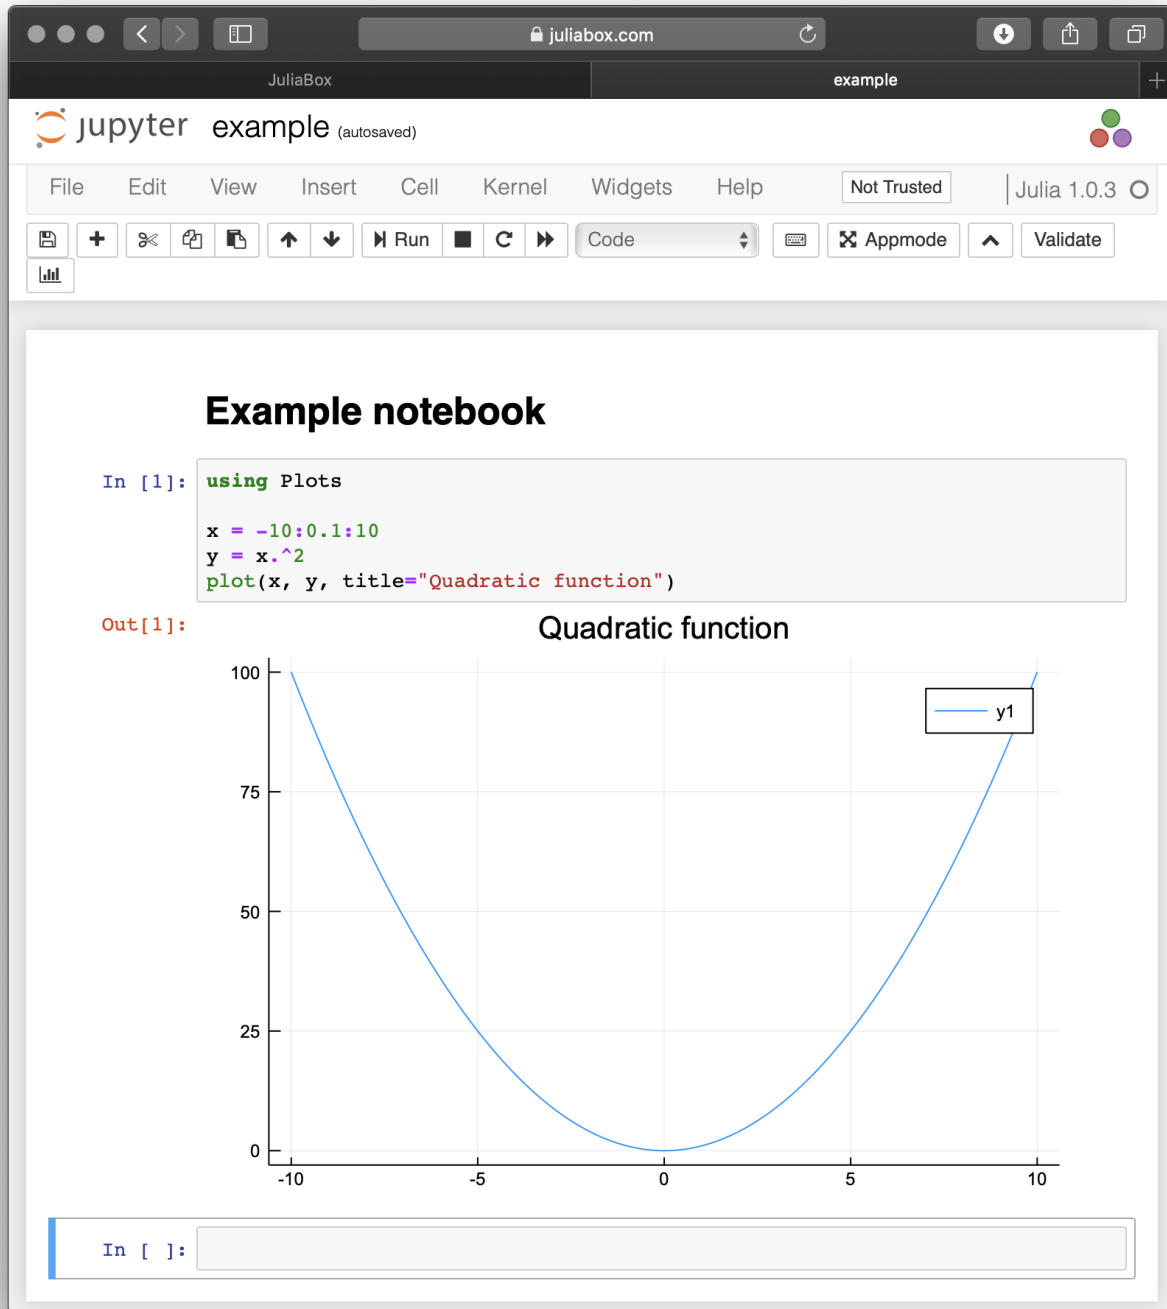 juliabox.com
JuliaBox
example
jupyter example (autosaved)
File Edit View Insert Cell Kernel Widgets Help Not Trusted Julia 1.0.3
Run Code Appmode Validate
Example notebook
In [1]: using Plots
x = -10:0.1:10
y = x.^2
plot(x, y, title="Quadratic function")
Out[1]:
Quadratic function
100
y1
75
50
25
0
-10 -5 0 5 10
In [ ]: